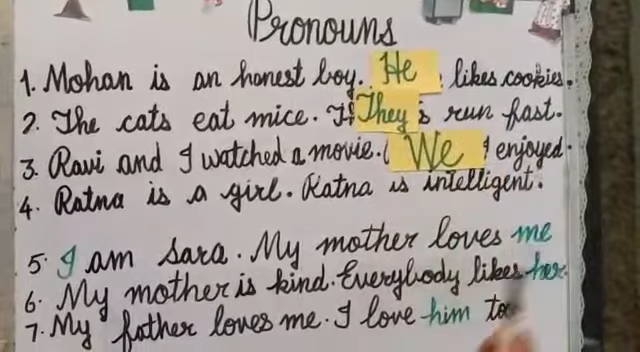 Pronouns
1. Mohan is an honest boy. He likes cookies.
2. The cats eat mice. They s run fast.
3. Ravi and I watched a movie. We enjoyed.
4. Ratna is a girl. Ratna is intelligent.
5. I am Sara. My mother loves me
6. My mother is kind. Everybody likes her.
7. My father loves me. I love him